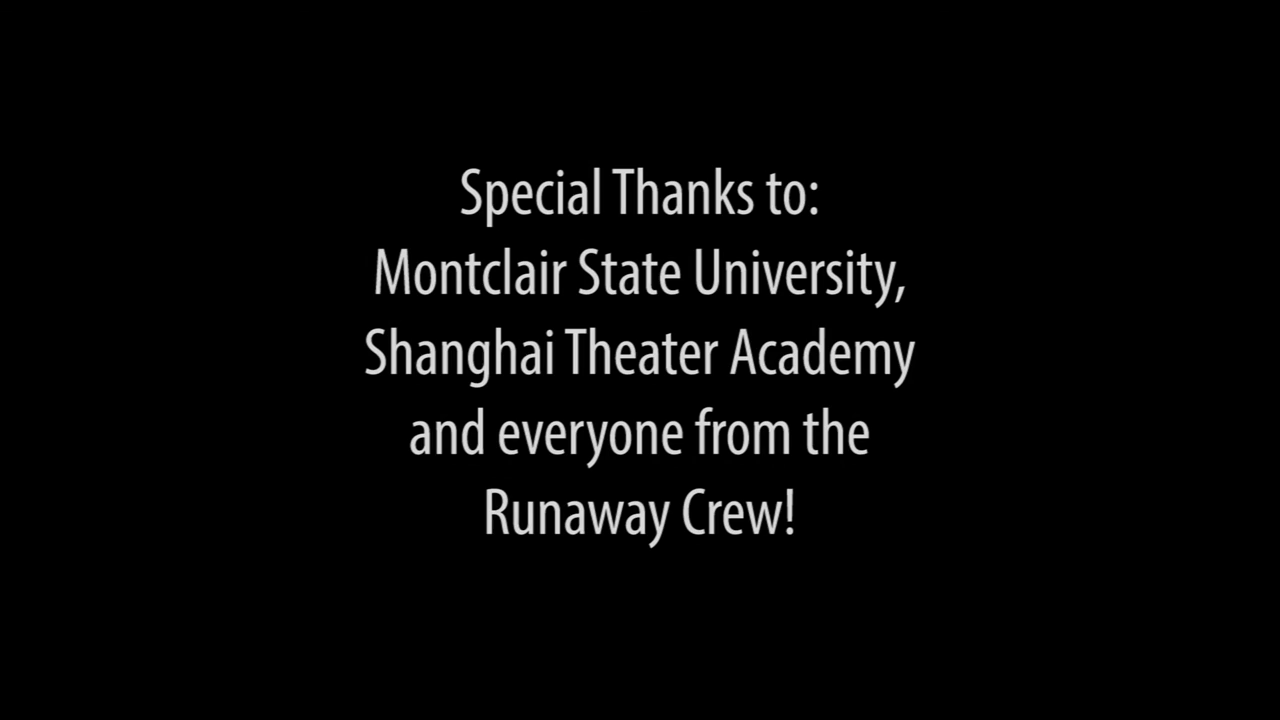 Special Thanks to:
Montclair State University,
Shanghai Theater Academy
and everyone from the
Runaway Crew!